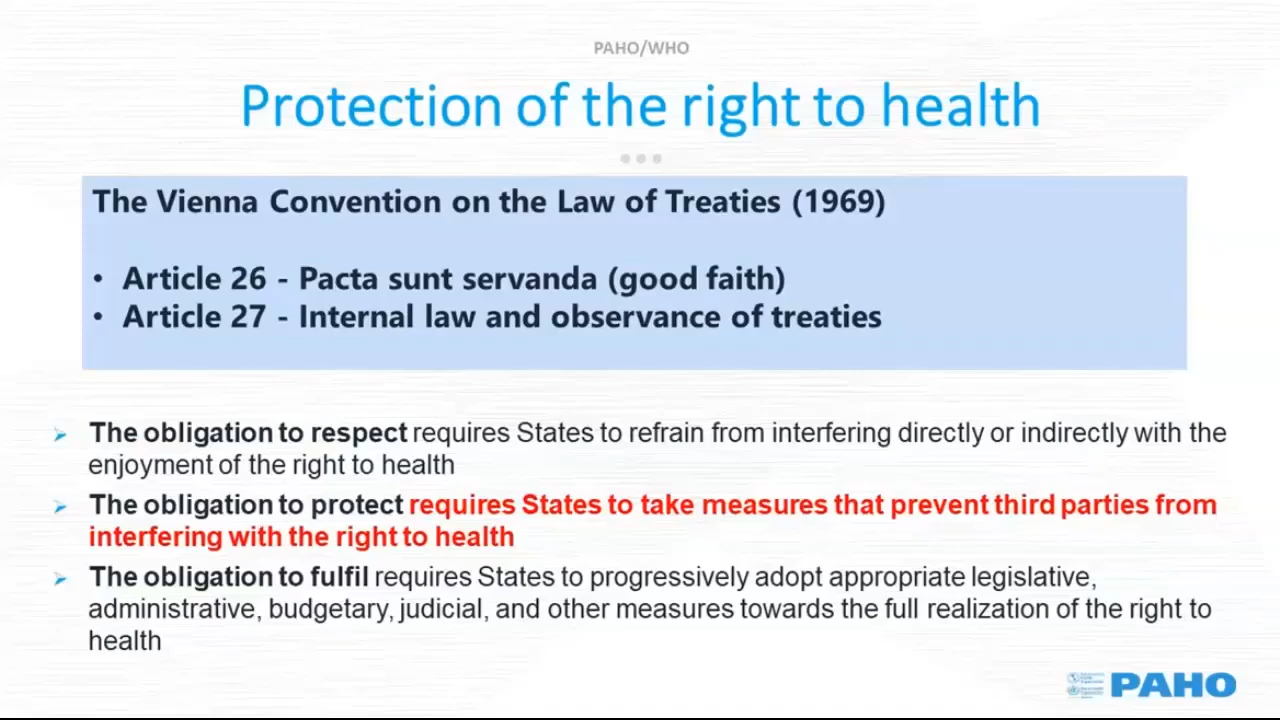 PAHO/WHO
Protection of the right to health
The Vienna Convention on the Law of Treaties (1969)
• Article 26 - Pacta sunt servanda (good faith)
• Article 27 - Internal law and observance of treaties
➢ The obligation to respect requires States to refrain from interfering directly or indirectly with the
enjoyment of the right to health
➢ The obligation to protect requires States to take measures that prevent third parties from
interfering with the right to health
➢ The obligation to fulfil requires States to progressively adopt appropriate legislative,
administrative, budgetary, judicial, and other measures towards the full realization of the right to
health
PAHO